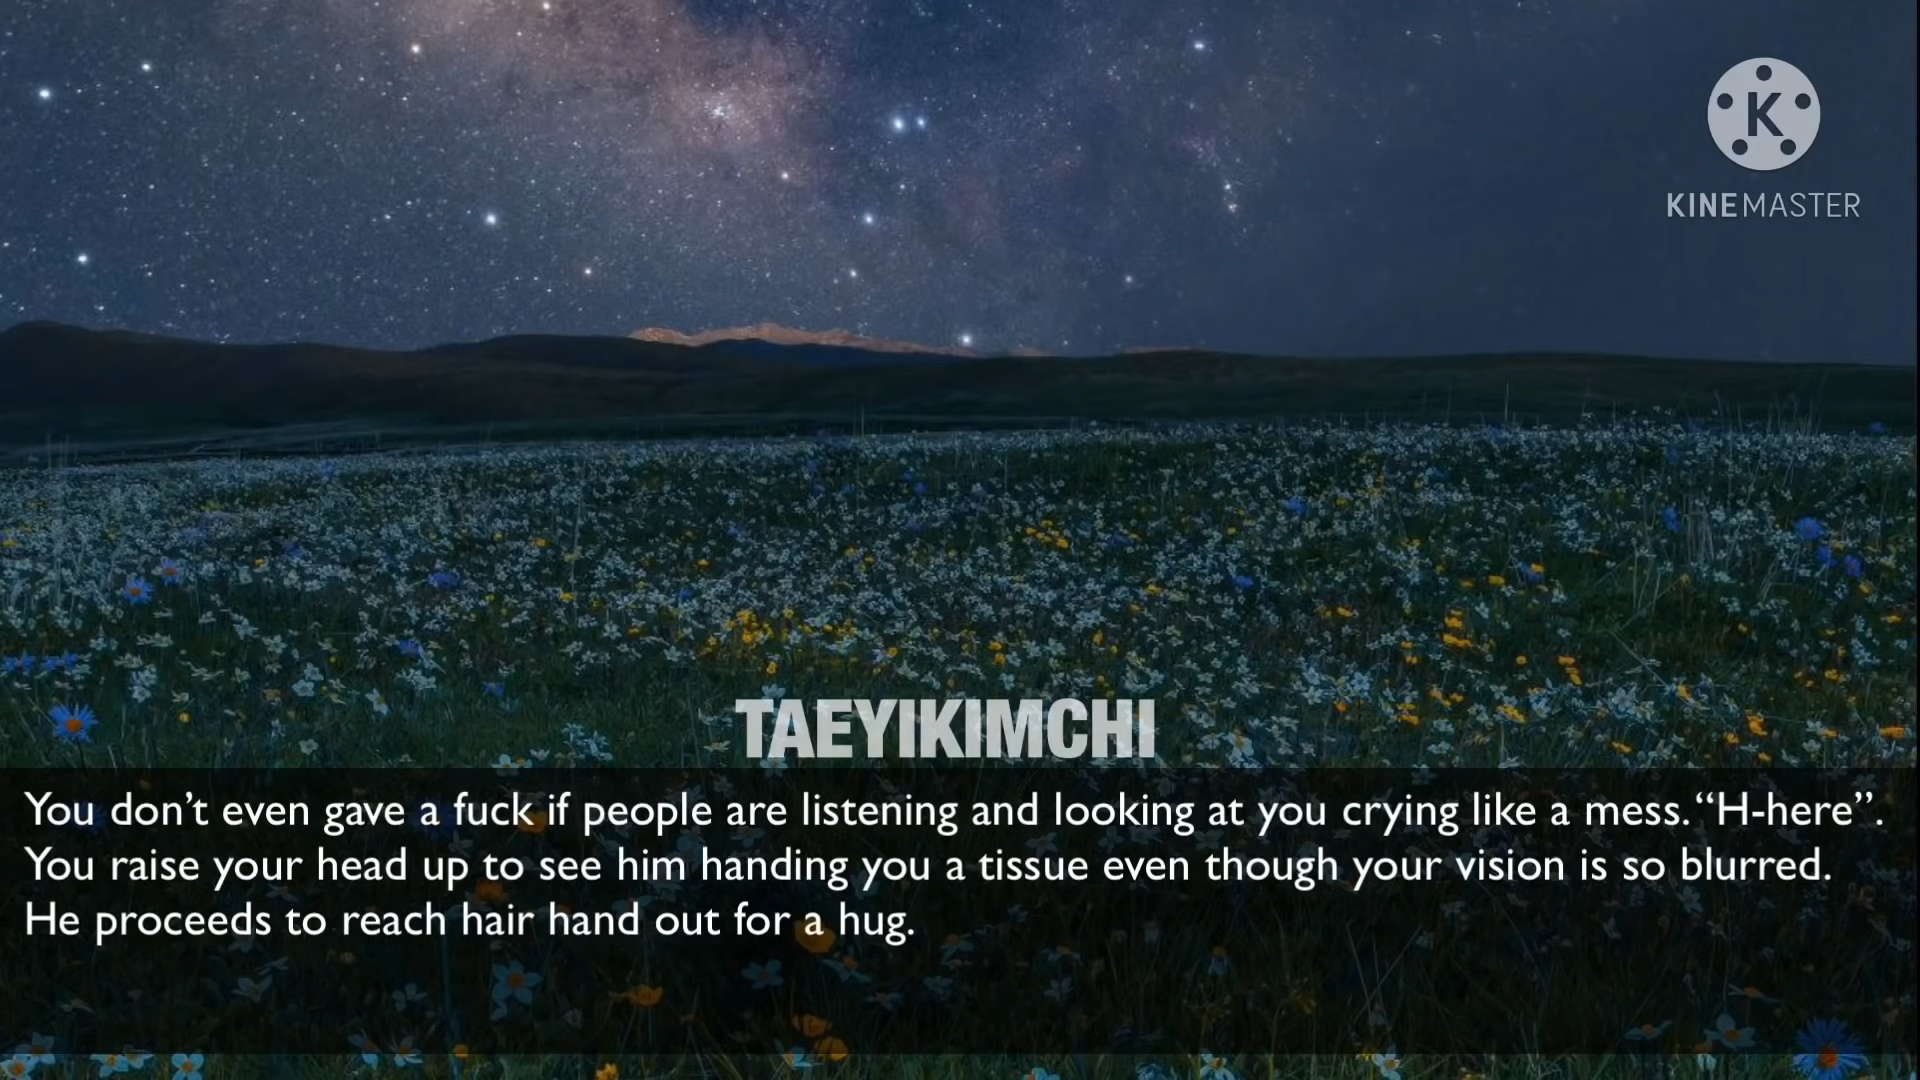 K
KINEMASTER
TAEYIKIMCHI
You don’t even gave a fuck if people are listening and looking at you crying like a mess. “H-here”.
You raise your head up to see him handing you a tissue even though your vision is so blurred.
He proceeds to reach hair hand out for a hug.